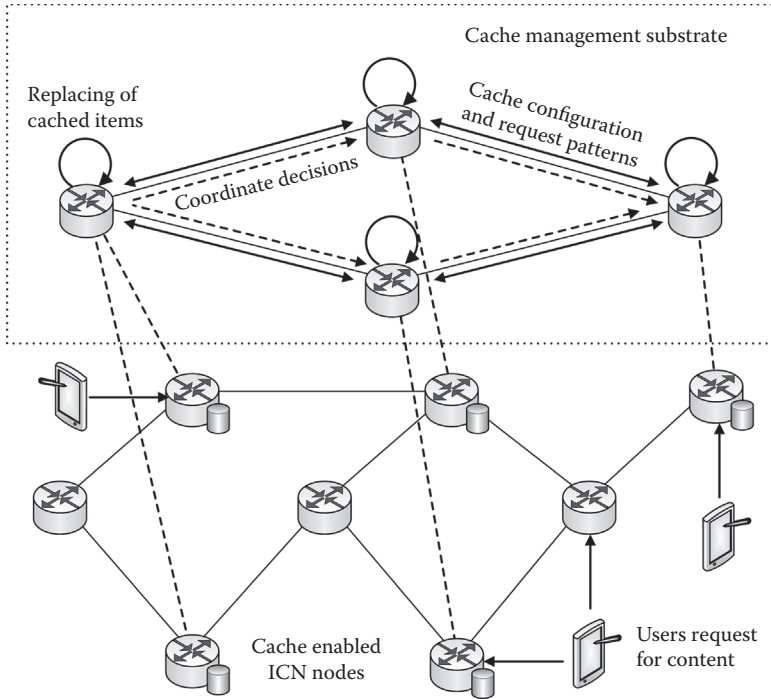 Cache management substrate
Replacing of
cached items
Cache configuration
and request patterns
Coordinate decisions
Cache enabled
ICN nodes
Users request
for content